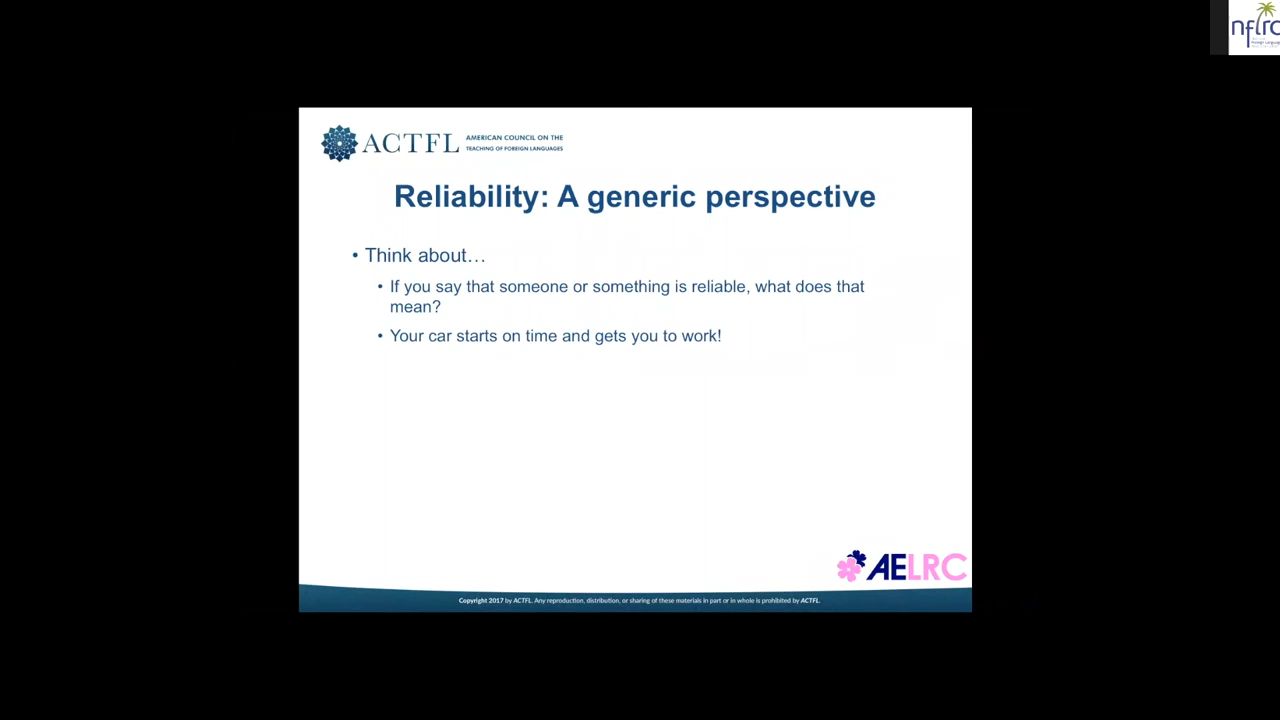 nflrc
ACTFL AMERICAN COUNCIL ON THE
TEACHING OF FOREIGN LANGUAGES
Reliability: A generic perspective
• Think about…
• If you say that someone or something is reliable, what does that
mean?
• Your car starts on time and gets you to work!
AELRC
Copyright 2017 by ACTFL. Any reproduction, distribution, or sharing of these materials in part or in whole is prohibited by ACTFL.